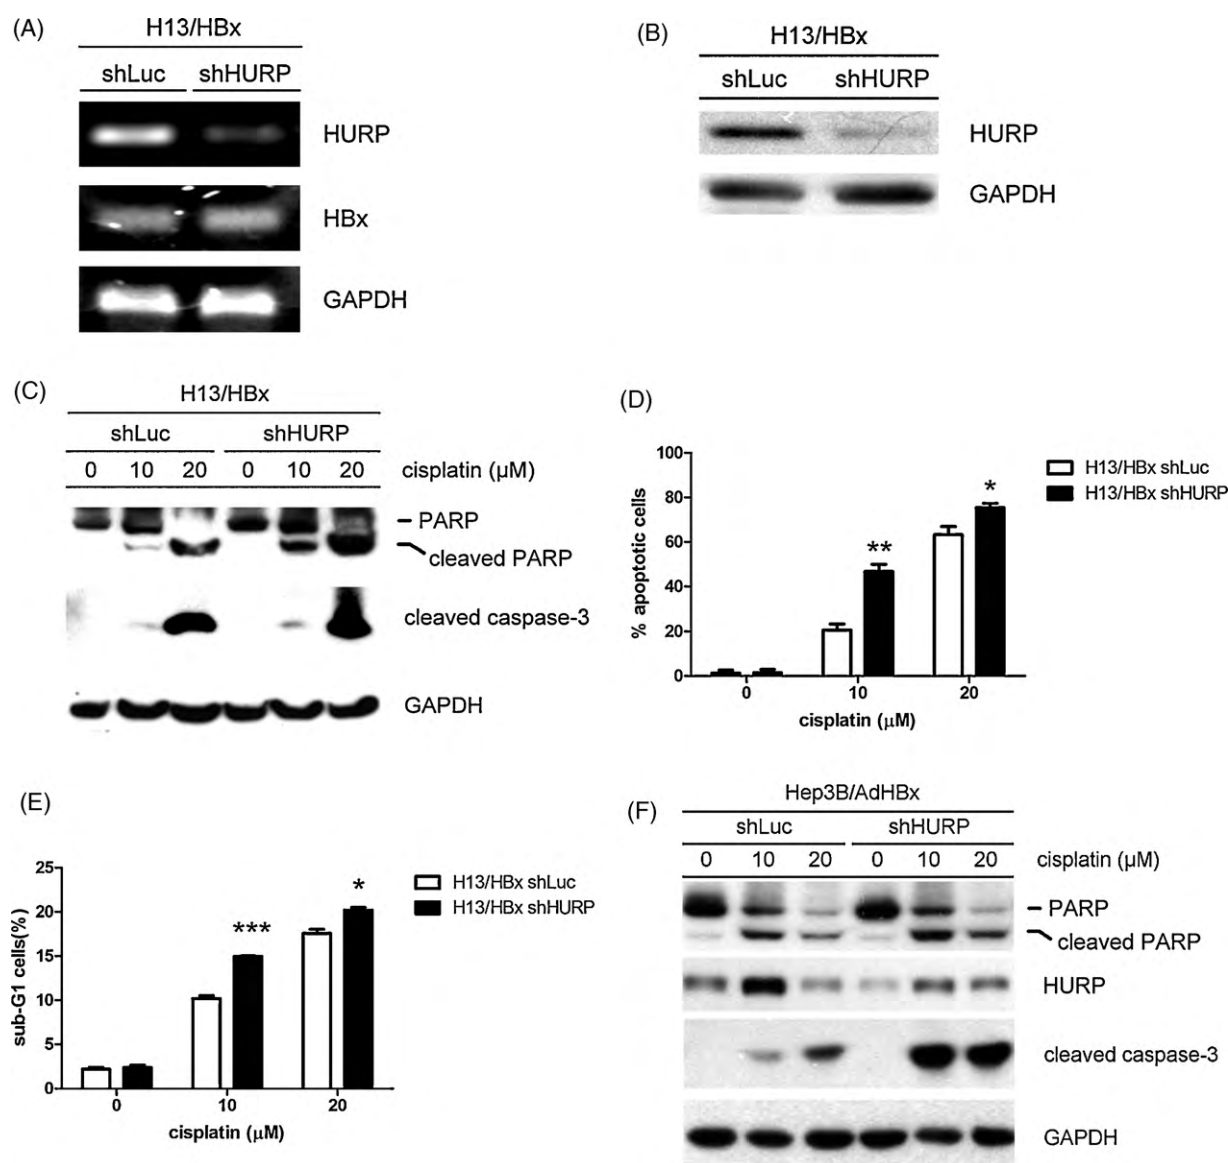 (A)
H13/HBx
shLuc shHURP
HURP
HBx
GAPDH
(B)
H13/HBx
shLuc shHURP
HURP
GAPDH
(C)
H13/HBx
shLuc shHURP
0 10 20 0 10 20 cisplatin (μM)
PARP
cleaved PARP
cleaved caspase-3
GAPDH
(D)
100
80
60
40
20
0
% apoptotic cells
** *
0 10 20
cisplatin (μM)
H13/HBx shLuc
H13/HBx shHURP
(E)
25
20
15
10
5
0
sub-G1 cells(%)
*** *
0 10 20
cisplatin (μM)
H13/HBx shLuc
H13/HBx shHURP
(F)
Hep3B/AdHBx
shLuc shHURP
0 10 20 0 10 20 cisplatin (μM)
PARP
cleaved PARP
HURP
cleaved caspase-3
GAPDH